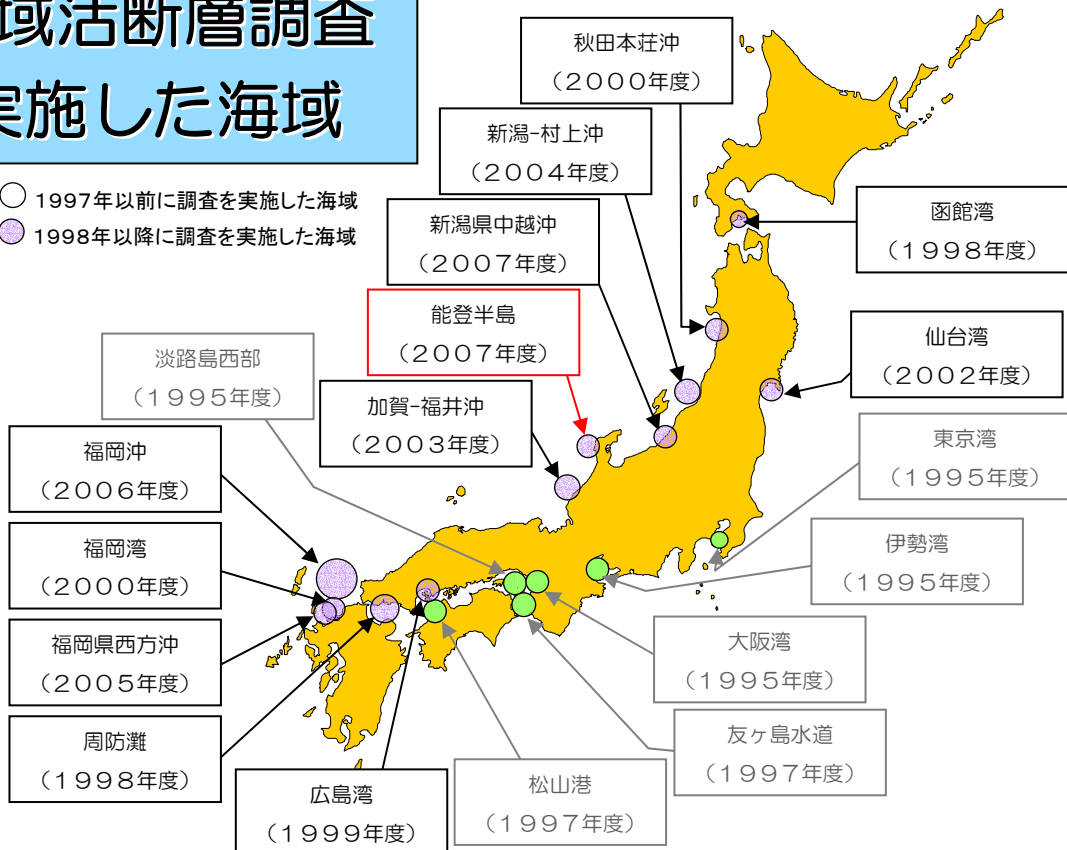 域活断層調査
実施した海域
1997年以前に調査を実施した海域
1998年以降に調査を実施した海域
秋田本荘沖
（２０００年度）
新潟-村上沖
（２００４年度）
新潟県中越沖
（２００７年度）
能登半島
（２００７年度）
淡路島西部
（１９９５年度）
加賀-福井沖
（２００３年度）
福岡沖
（２００６年度）
福岡湾
（２０００年度）
福岡県西方沖
（２００５年度）
周防灘
（１９９８年度）
広島湾
（１９９９年度）
松山港
（１９９７年度）
友ヶ島水道
（１９９７年度）
大阪湾
（１９９５年度）
伊勢湾
（１９９５年度）
東京湾
（１９９５年度）
仙台湾
（２００２年度）
函館湾
（１９９８年度）